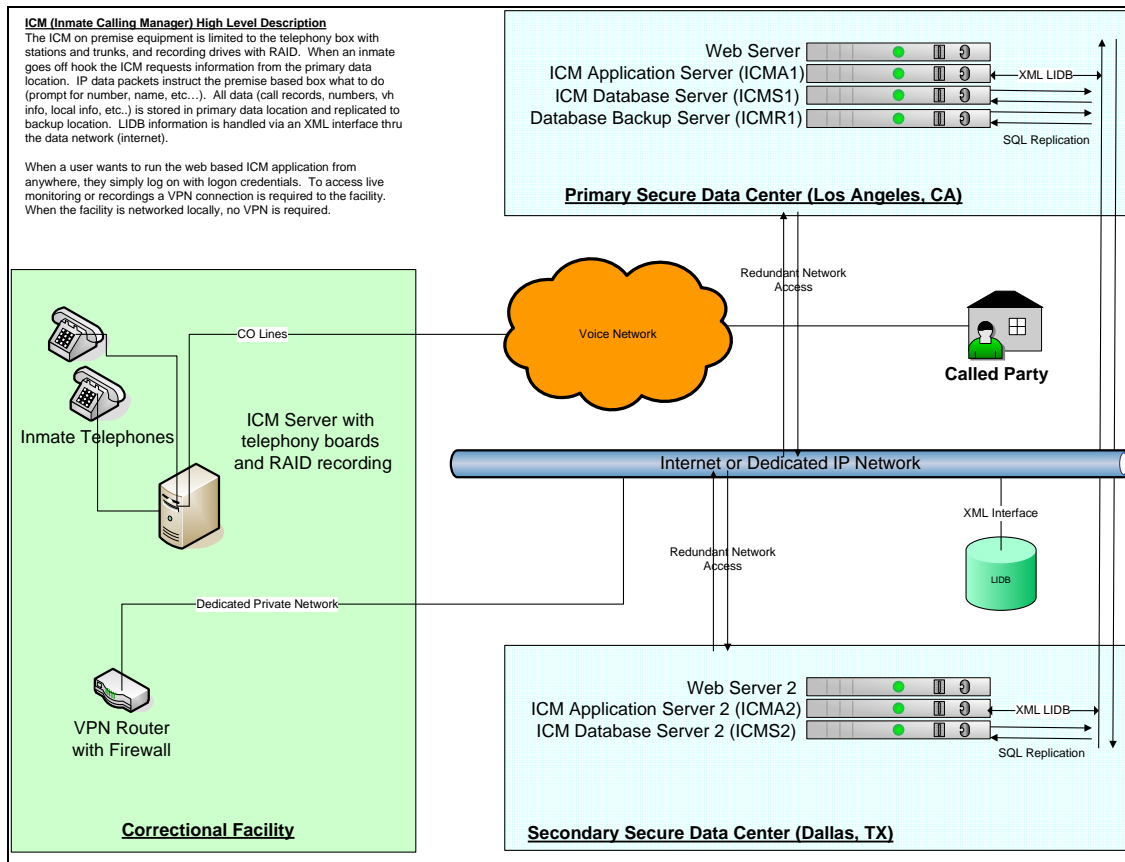 ICM (Inmate Calling Manager) High Level Description
The ICM on premise equipment is limited to the telephony box with
stations and trunks, and recording drives with RAID. When an inmate
goes off hook the ICM requests information from the primary data
location. IP data packets instruct the premise based box what to do
(prompt for number, name, etc…). All data (call records, numbers, vh
info, local info, etc..) is stored in primary data location and replicated to
backup location. LIDB information is handled via an XML interface thru
the data network (internet).
When a user wants to run the web based ICM application from
anywhere, they simply log on with logon credentials. To access live
monitoring or recordings a VPN connection is required to the facility.
When the facility is networked locally, no VPN is required.
Web Server
ICM Application Server (ICMA1)
XML LIDB
ICM Database Server (ICMS1)
Database Backup Server (ICMR1)
SQL Replication
Primary Secure Data Center (Los Angeles, CA)
Redundant Network
Access
CO Lines
Voice Network
Called Party
Inmate Telephones
ICM Server with
telephony boards
and RAID recording
Internet or Dedicated IP Network
XML Interface
LIDB
Redundant Network
Access
Dedicated Private Network
VPN Router
with Firewall
Correctional Facility
Web Server 2
ICM Application Server 2 (ICMA2)
XML LIDB
ICM Database Server 2 (ICMS2)
SQL Replication
Secondary Secure Data Center (Dallas, TX)